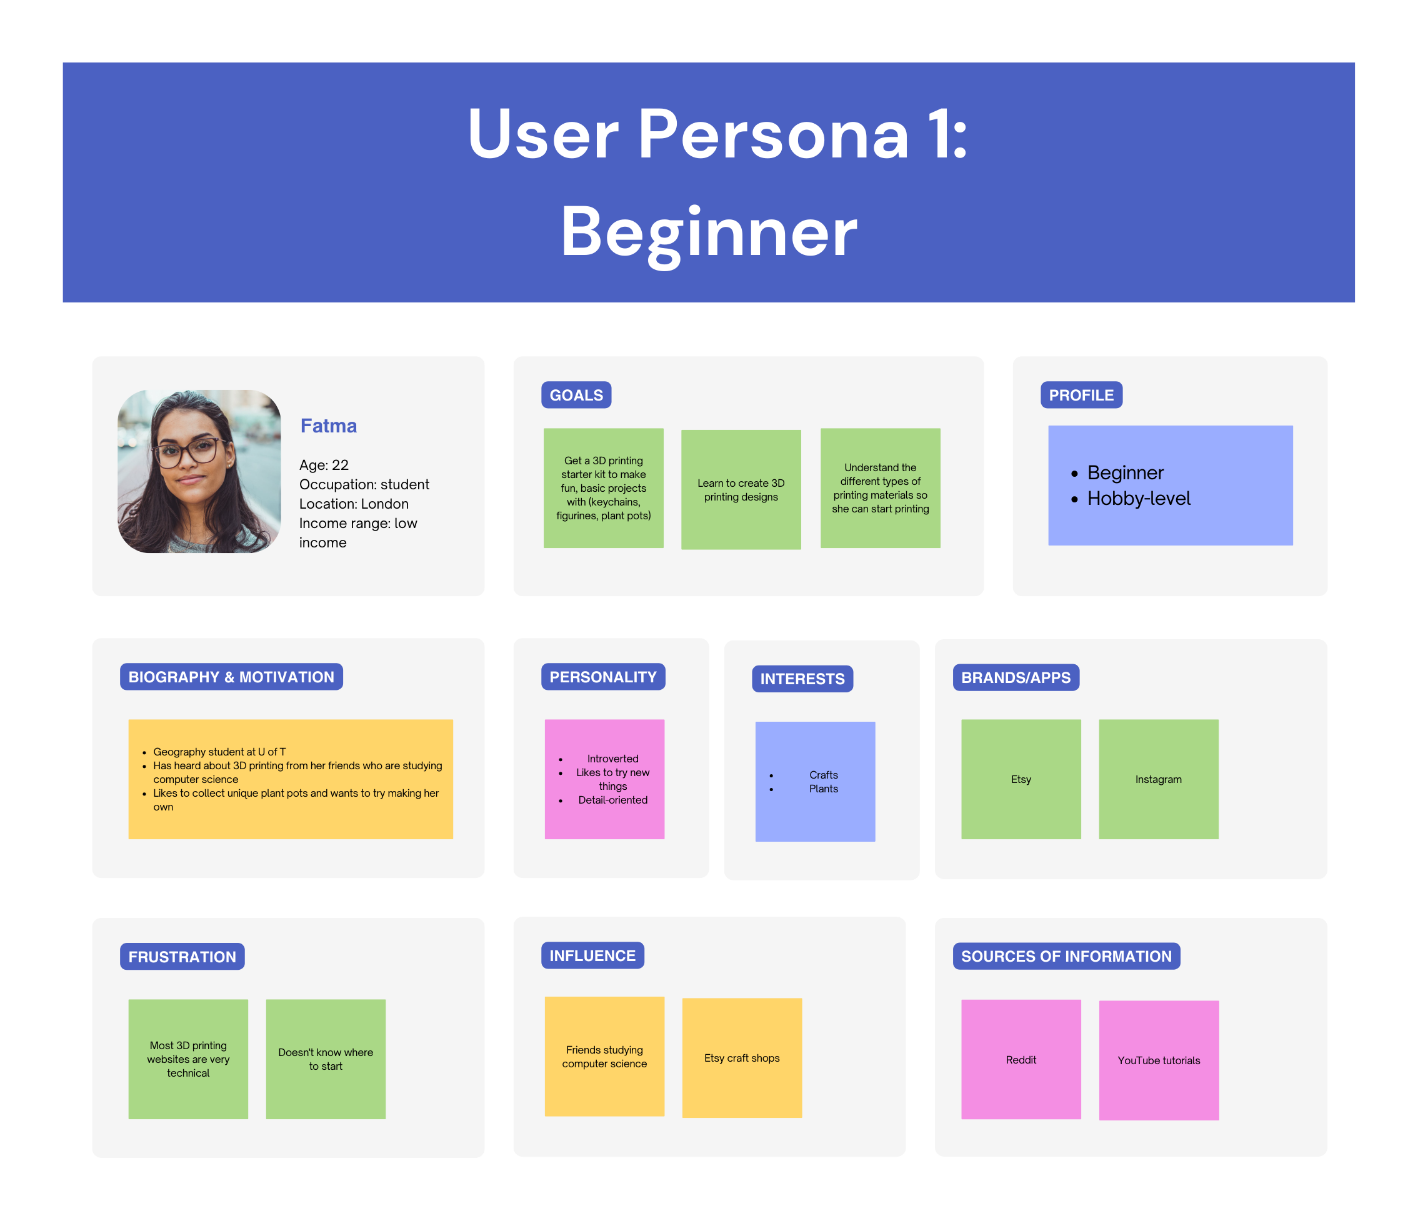 User Persona 1:
Beginner
Fatma
Age: 22
Occupation: student
Location: London
Income range: low
income
GOALS
Get a 3D printing
starter kit to make
fun, basic projects
with (keychains,
figurines, plant pots)
Learn to create 3D
printing designs
Understand the
different types of
printing materials so
she can start printing
PROFILE
• Beginner
• Hobby-level
BIOGRAPHY & MOTIVATION
• Geography student at U of T
• Has heard about 3D printing from her friends who are studying
computer science
• Likes to collect unique plant pots and wants to try making her
own
PERSONALITY
• Introverted
• Likes to try new
things
• Detail-oriented
INTERESTS
• Crafts
• Plants
BRANDS/APPS
Etsy
Instagram
FRUSTRATION
Most 3D printing
websites are very
technical
Doesn't know where
to start
INFLUENCE
Friends studying
computer science
Etsy craft shops
SOURCES OF INFORMATION
Reddit
YouTube tutorials